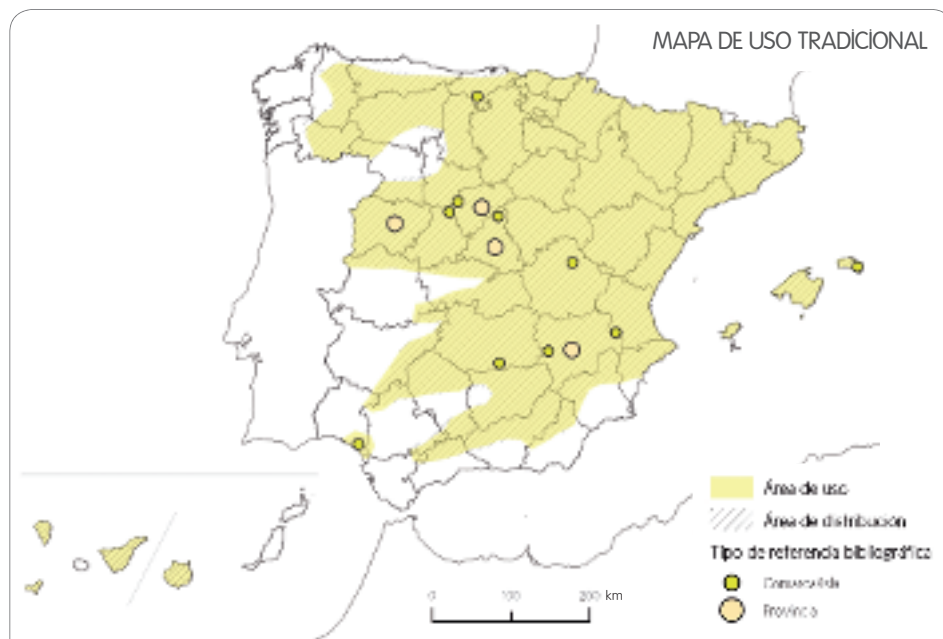 MAPA DE USO TRADICIONAL
Área de uso
Área de distribución
Tipo de referencia bibliográfica
Comarca/Isla
Provincia
0 100 200 km